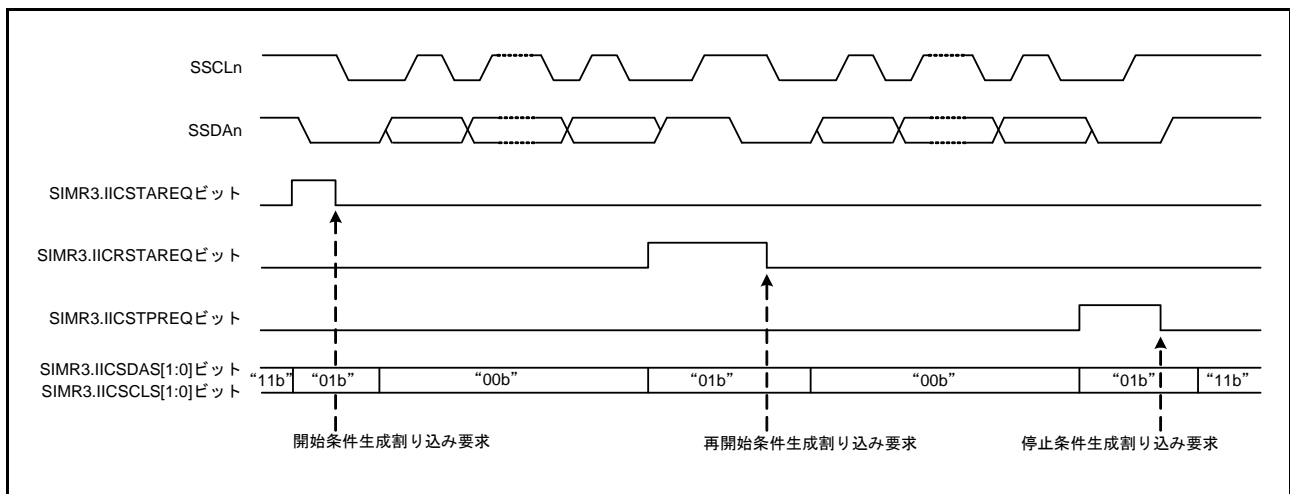 SSCLn
SSDAn
SIMR3.IICSTAREQビット
SIMR3.IICRSTAREQビット
SIMR3.IICSTPREQビット
SIMR3.IICSDAS[1:0]ビット
SIMR3.IICSCLS[1:0]ビット
“11b” “01b” “00b” “01b” “00b” “01b” “11b”
開始条件生成割り込み要求 再開始条件生成割り込み要求 停止条件生成割り込み要求